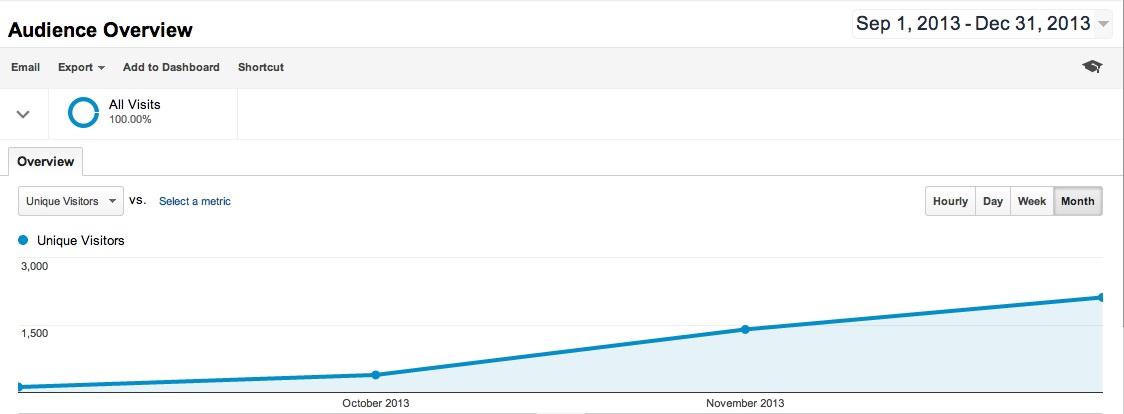 Audience Overview
Sep 1, 2013 - Dec 31, 2013
Email Export Add to Dashboard Shortcut
All Visits
100.00%
Overview
Unique Visitors vs. Select a metric
Hourly Day Week Month
Unique Visitors
3,000
1,500
October 2013 November 2013